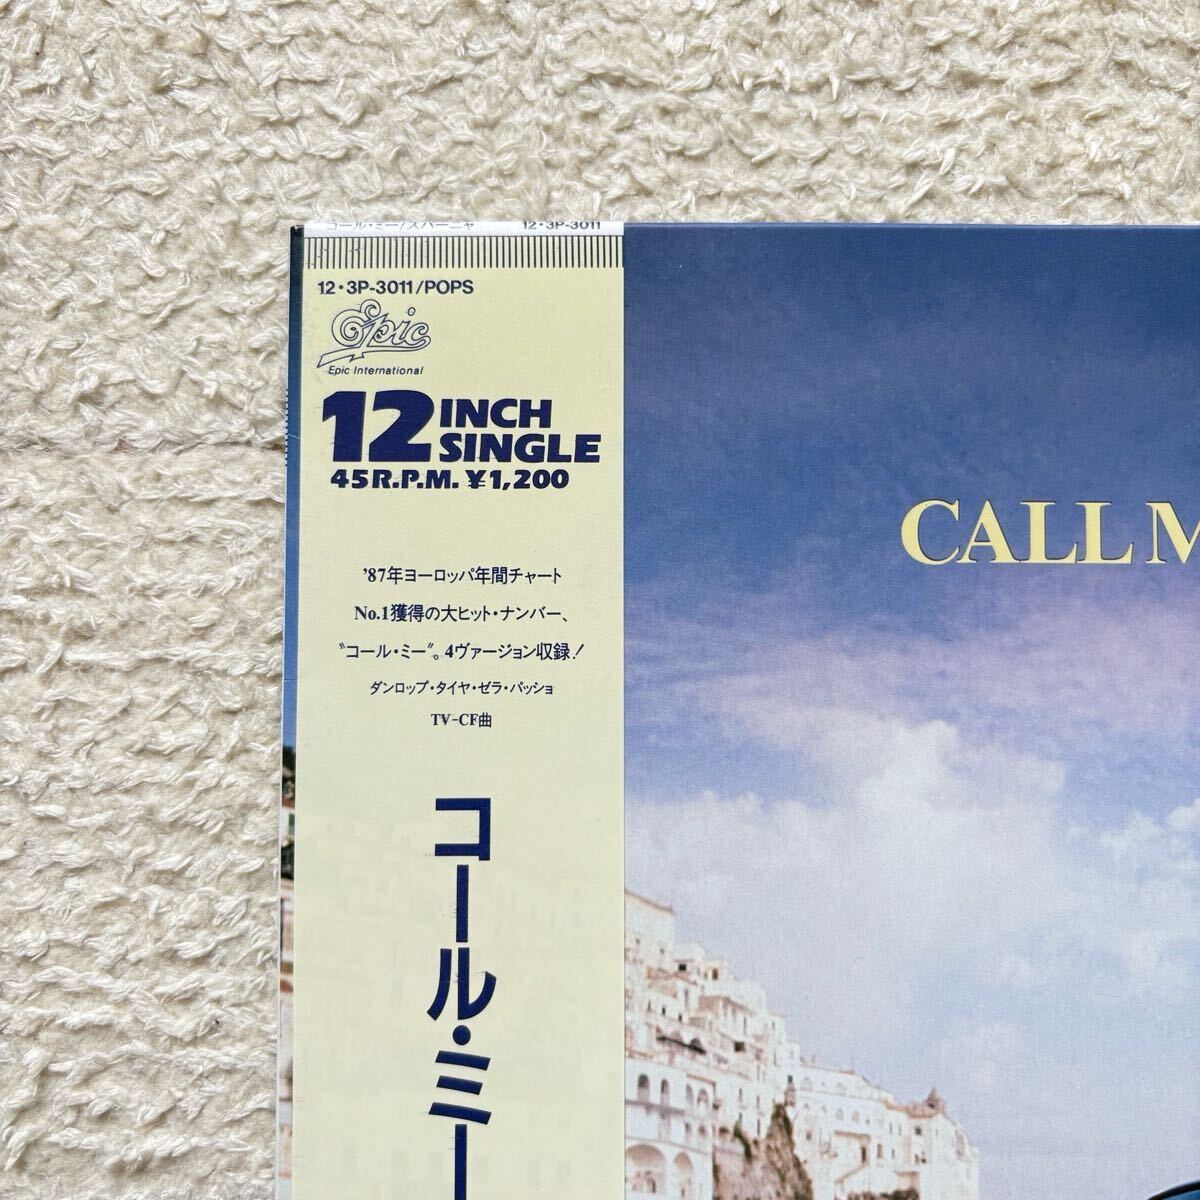 コール・ミー/スパーニャ 12・3P-3011
12・3P-3011/POPS
Epic
Epic International
12 INCH SINGLE
45 R.P.M. ¥1,200
'87年ヨーロッパ年間チャート
No.1獲得の大ヒット・ナンバー、
〝コール・ミー〟。4ヴァージョン収録!
ダンロップ・タイヤ・ゼラ・パッショ
TV-CF曲
コール・ミー
CALL M